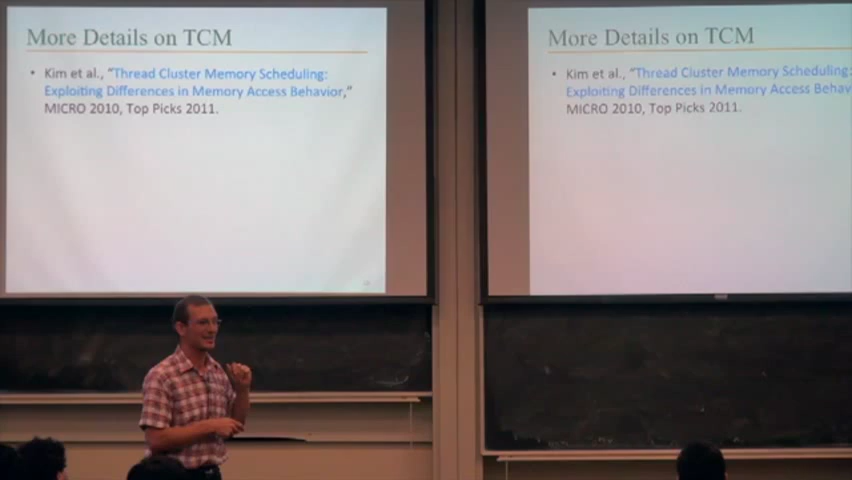 More Details on TCM
• Kim et al., “Thread Cluster Memory Scheduling:
Exploiting Differences in Memory Access Behavior,”
MICRO 2010, Top Picks 2011.
More Details on TCM
• Kim et al., “Thread Cluster Memory Scheduling:
Exploiting Differences in Memory Access Behav
MICRO 2010, Top Picks 2011.